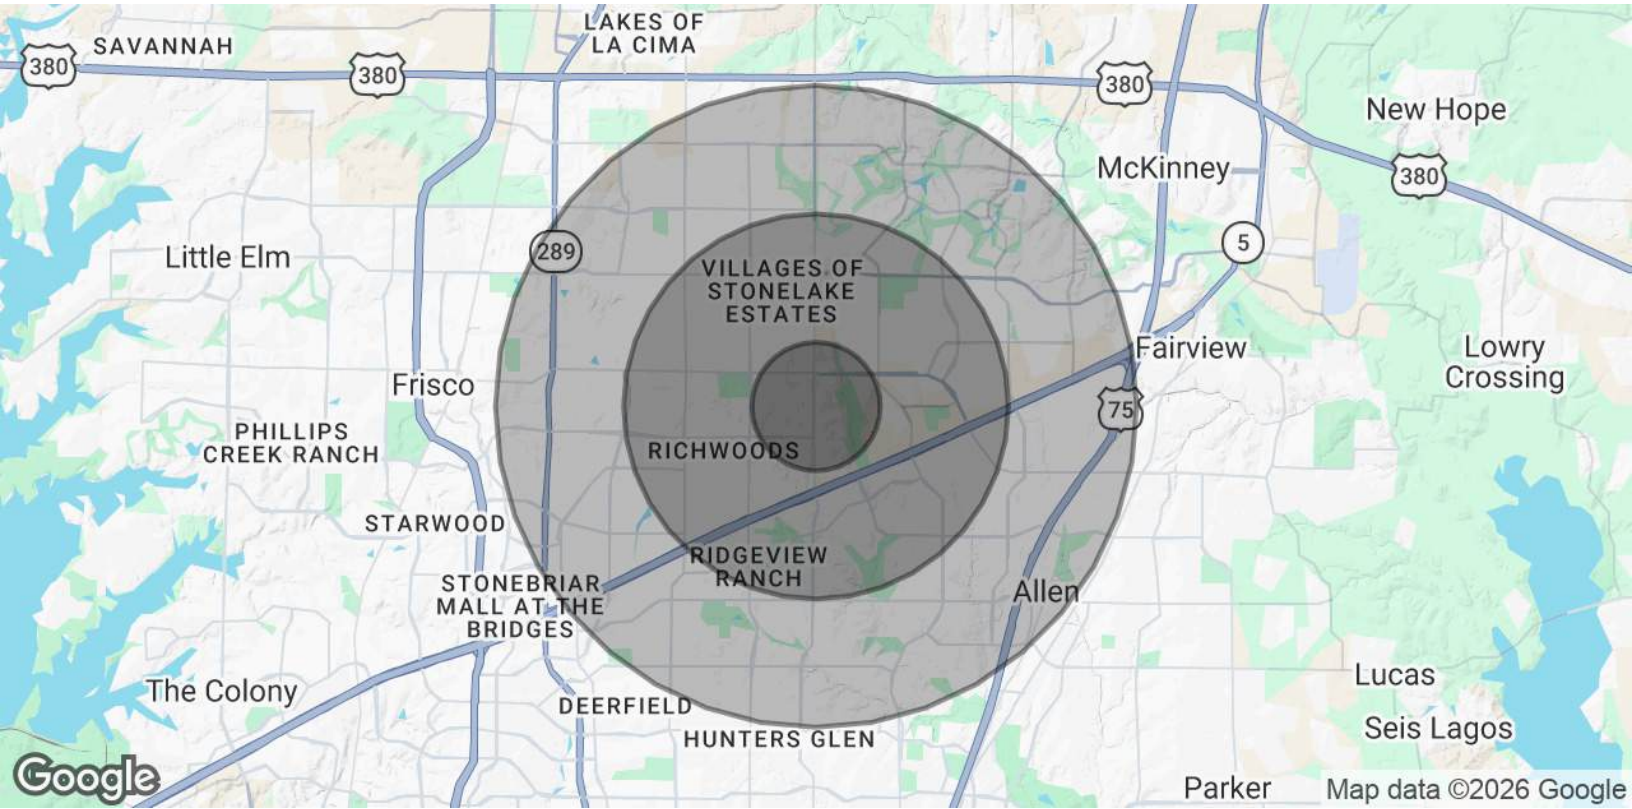 LAKES OF
LA CIMA
SAVANNAH
380
380
380
New Hope
McKinney
380
5
289
Little Elm
VILLAGES OF
STONELAKE
ESTATES
Fairview
Lowry
Crossing
Frisco
75
PHILLIPS
CREEK RANCH
RICHWOODS
STARWOOD
RIDGEVIEW
RANCH
STONEBRIAR
MALL AT THE
BRIDGES
Allen
The Colony
Lucas
DEERFIELD
HUNTERS GLEN
Seis Lagos
Google
Parker
Map data ©2026 Google